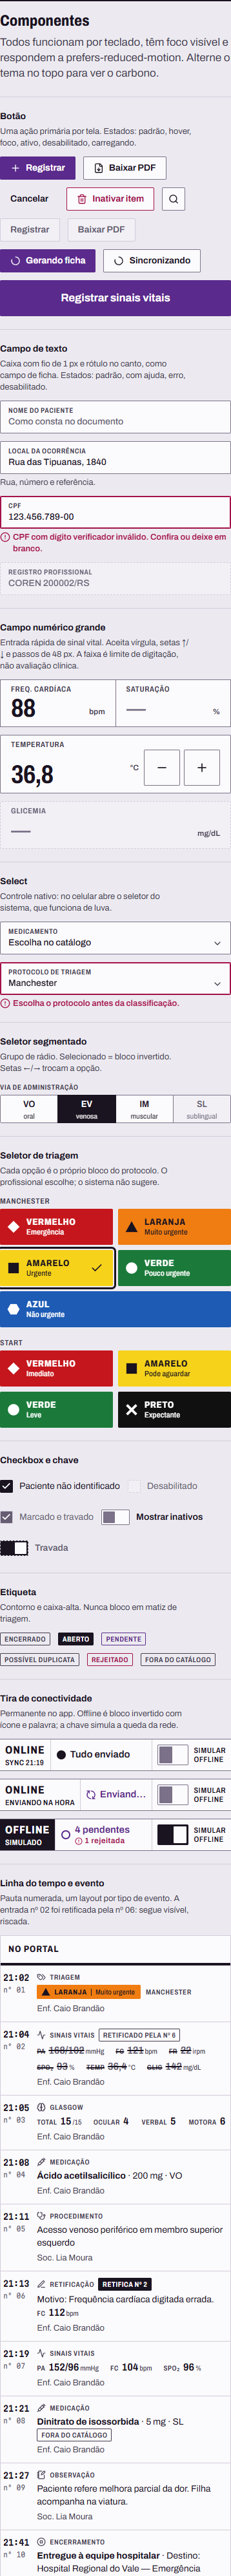 Componentes
Todos funcionam por teclado, têm foco visível e
respondem a prefers-reduced-motion. Alterne o
tema no topo para ver o carbono.
Botão
Uma ação primária por tela. Estados: padrão, hover,
foco, ativo, desabilitado, carregando.
Registrar
Baixar PDF
Cancelar
Inativar item
Registrar
Baixar PDF
Gerando ficha
Sincronizando
Registrar sinais vitais
Campo de texto
Caixa com fio de 1 px e rótulo no canto, como
campo de ficha. Estados: padrão, com ajuda, erro,
desabilitado.
NOME DO PACIENTE
Como consta no documento
LOCAL DA OCORRÊNCIA
Rua das Tipuanas, 1840
Rua, número e referência.
CPF
123.456.789-00
CPF com dígito verificador inválido. Confira ou deixe em
branco.
REGISTRO PROFISSIONAL
COREN 200002/RS
Campo numérico grande
Entrada rápida de sinal vital. Aceita vírgula, setas ↑/
↓ e passos de 48 px. A faixa é limite de digitação,
não avaliação clínica.
FREQ. CARDÍACA
88 bpm
SATURAÇÃO
— %
TEMPERATURA
36,8 °C − +
GLICEMIA
— mg/dL
Select
Controle nativo: no celular abre o seletor do
sistema, que funciona de luva.
MEDICAMENTO
Escolha no catálogo
PROTOCOLO DE TRIAGEM
Manchester
Escolha o protocolo antes da classificação.
Seletor segmentado
Grupo de rádio. Selecionado = bloco invertido.
Setas ←/→ trocam a opção.
VIA DE ADMINISTRAÇÃO
VO
oral
EV
venosa
IM
muscular
SL
sublingual
Seletor de triagem
Cada opção é o próprio bloco do protocolo. O
profissional escolhe; o sistema não sugere.
MANCHESTER
VERMELHO
Emergência
LARANJA
Muito urgente
AMARELO
Urgente
VERDE
Pouco urgente
AZUL
Não urgente
START
VERMELHO
Imediato
AMARELO
Pode aguardar
VERDE
Leve
PRETO
Expectante
Checkbox e chave
Paciente não identificado
Desabilitado
Marcado e travado
Mostrar inativos
Travada
Etiqueta
Contorno e caixa-alta. Nunca bloco em matiz de
triagem.
ENCERRADO ABERTO PENDENTE
POSSÍVEL DUPLICATA REJEITADO FORA DO CATÁLOGO
Tira de conectividade
Permanente no app. Offline é bloco invertido com
ícone e palavra; a chave simula a queda da rede.
ONLINE
SYNC 21:19
Tudo enviado
SIMULAR
OFFLINE
ONLINE
ENVIANDO NA HORA
Enviand...
SIMULAR
OFFLINE
OFFLINE
SIMULADO
4 pendentes
1 rejeitada
SIMULAR
OFFLINE
Linha do tempo e evento
Pauta numerada, um layout por tipo de evento. A
entrada nº 02 foi retificada pela nº 06: segue visível,
riscada.
NO PORTAL
21:02 TRIAGEM
nº 01 LARANJA | Muito urgente MANCHESTER
Enf. Caio Brandão
21:04 SINAIS VITAIS RETIFICADO PELA Nº 6
nº 02 PA 168/102 mmHg FC 121 bpm FR 22 irpm
SPO₂ 93 % TEMP 36,4 °C GLIC 142 mg/dL
Enf. Caio Brandão
21:05 GLASGOW
nº 03 TOTAL 15 /15 OCULAR 4 VERBAL 5 MOTORA 6
Enf. Caio Brandão
21:08 MEDICAÇÃO
nº 04 Ácido acetilsalicílico · 200 mg · VO
Enf. Caio Brandão
21:11 PROCEDIMENTO
nº 05 Acesso venoso periférico em membro superior
esquerdo
Soc. Lia Moura
21:13 RETIFICAÇÃO RETIFICA Nº 2
nº 06 Motivo: Frequência cardíaca digitada errada.
FC 112 bpm
Enf. Caio Brandão
21:19 SINAIS VITAIS
nº 07 PA 152/96 mmHg FC 104 bpm SPO₂ 96 %
Enf. Caio Brandão
21:21 MEDICAÇÃO
nº 08 Dinitrato de isossorbida · 5 mg · SL
FORA DO CATÁLOGO
Enf. Caio Brandão
21:27 OBSERVAÇÃO
nº 09 Paciente refere melhora parcial da dor. Filha
acompanha na viatura.
Soc. Lia Moura
21:41 ENCERRAMENTO
nº 10 Entregue à equipe hospitalar · Destino:
Hospital Regional do Vale — Emergência